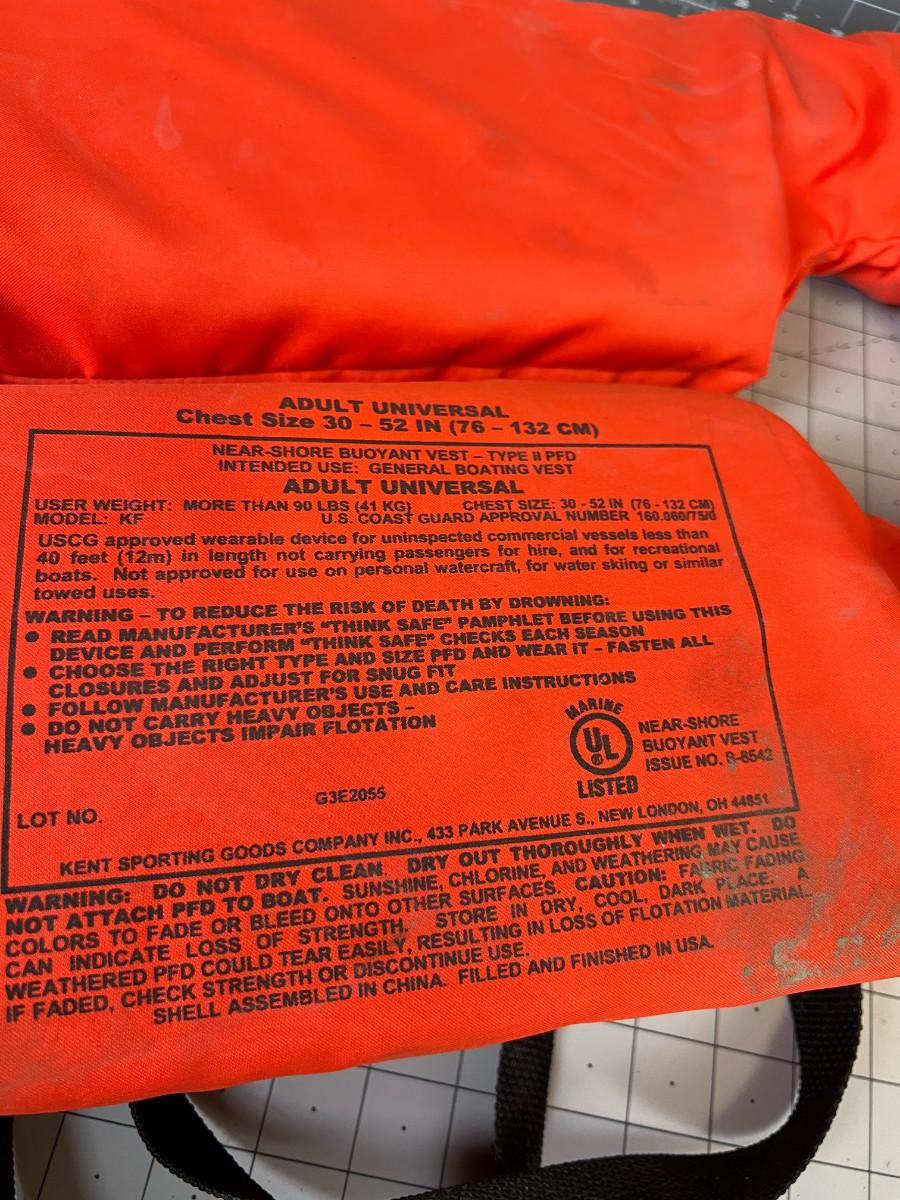 ADULT UNIVERSAL
Chest Size 30 – 52 IN (76 – 132 CM)
NEAR-SHORE BUOYANT VEST – TYPE II PFD
INTENDED USE: GENERAL BOATING VEST
ADULT UNIVERSAL
USER WEIGHT: MORE THAN 90 LBS (41 KG) CHEST SIZE: 30 - 52 IN (76 - 132 CM)
MODEL: KF U.S. COAST GUARD APPROVAL NUMBER 160.060/75/0
USCG approved wearable device for uninspected commercial vessels less than
40 feet (12m) in length not carrying passengers for hire, and for recreational
boats. Not approved for use on personal watercraft, for water skiing or similar
towed uses.
WARNING – TO REDUCE THE RISK OF DEATH BY DROWNING:
● READ MANUFACTURER'S "THINK SAFE" PAMPHLET BEFORE USING THIS
DEVICE AND PERFORM "THINK SAFE" CHECKS EACH SEASON
● CHOOSE THE RIGHT TYPE AND SIZE PFD AND WEAR IT – FASTEN ALL
CLOSURES AND ADJUST FOR SNUG FIT
● FOLLOW MANUFACTURER'S USE AND CARE INSTRUCTIONS
● DO NOT CARRY HEAVY OBJECTS –
HEAVY OBJECTS IMPAIR FLOTATION
MARINE
UL ®
LISTED
NEAR-SHORE
BUOYANT VEST
ISSUE NO. B-8542
G3E2055
LOT NO.
KENT SPORTING GOODS COMPANY INC., 433 PARK AVENUE S., NEW LONDON, OH 44851
WARNING: DO NOT DRY CLEAN. DRY OUT THOROUGHLY WHEN WET. DO
NOT ATTACH PFD TO BOAT. SUNSHINE, CHLORINE, AND WEATHERING MAY CAUSE
COLORS TO FADE OR BLEED ONTO OTHER SURFACES. CAUTION: FABRIC FADING
CAN INDICATE LOSS OF STRENGTH. STORE IN DRY, COOL, DARK PLACE. A
WEATHERED PFD COULD TEAR EASILY, RESULTING IN LOSS OF FLOTATION MATERIAL.
IF FADED, CHECK STRENGTH OR DISCONTINUE USE.
SHELL ASSEMBLED IN CHINA. FILLED AND FINISHED IN USA.